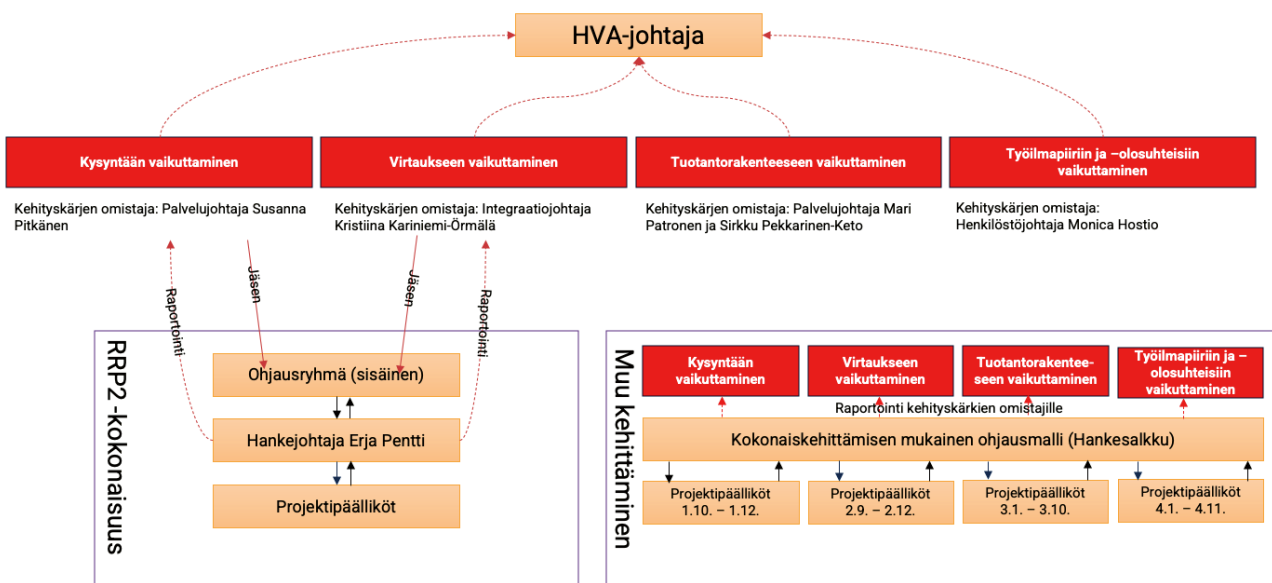 HVA-johtaja
Kysyntään vaikuttaminen
Virtaukseen vaikuttaminen
Tuotantorakenteeseen vaikuttaminen
Työilmapiiriin ja –olosuhteisiin
vaikuttaminen
Kehityskärjen omistaja: Palvelujohtaja Susanna
Pitkänen
Kehityskärjen omistaja: Integraatiojohtaja
Kristiina Kariniemi-Örmälä
Kehityskärjen omistaja: Palvelujohtaja Mari
Patronen ja Sirkku Pekkarinen-Keto
Kehityskärjen omistaja:
Henkilöstöjohtaja Monica Hostio
Raportointi
Jäsen
Jäsen
Raportointi
RRP2 -kokonaisuus
Ohjausryhmä (sisäinen)
Hankejohtaja Erja Pentti
Projektipäälliköt
Muu kehittäminen
Kysyntään
vaikuttaminen
Virtaukseen
vaikuttaminen
Tuotantorakentee-
seen vaikuttaminen
Työilmapiiriin ja –
olosuhteisiin
vaikuttaminen
Raportointi kehityskärkien omistajille
Kokonaiskehittämisen mukainen ohjausmalli (Hankesalkku)
Projektipäälliköt
1.10. – 1.12.
Projektipäälliköt
2.9. – 2.12.
Projektipäälliköt
3.1. – 3.10.
Projektipäälliköt
4.1. – 4.11.